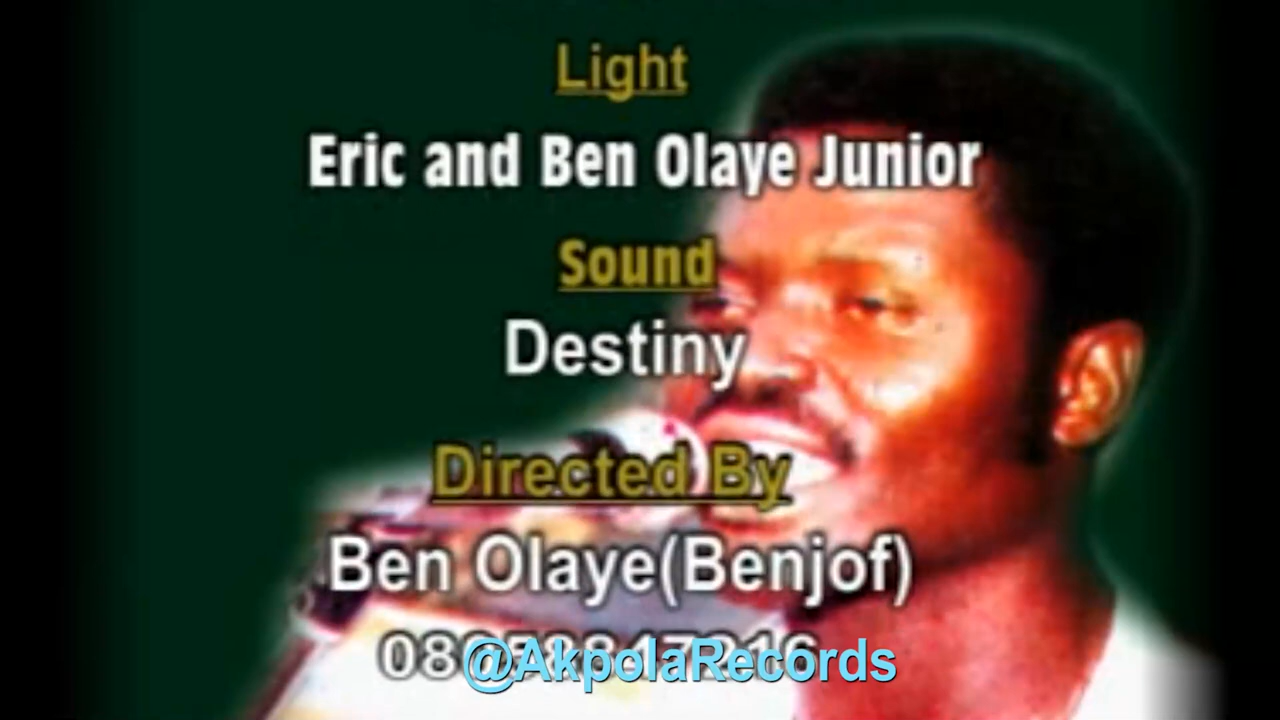 Light
Eric and Ben Olaye Junior
Sound
Destiny
Directed By
Ben Olaye(Benjof)
@AkpolaRecords